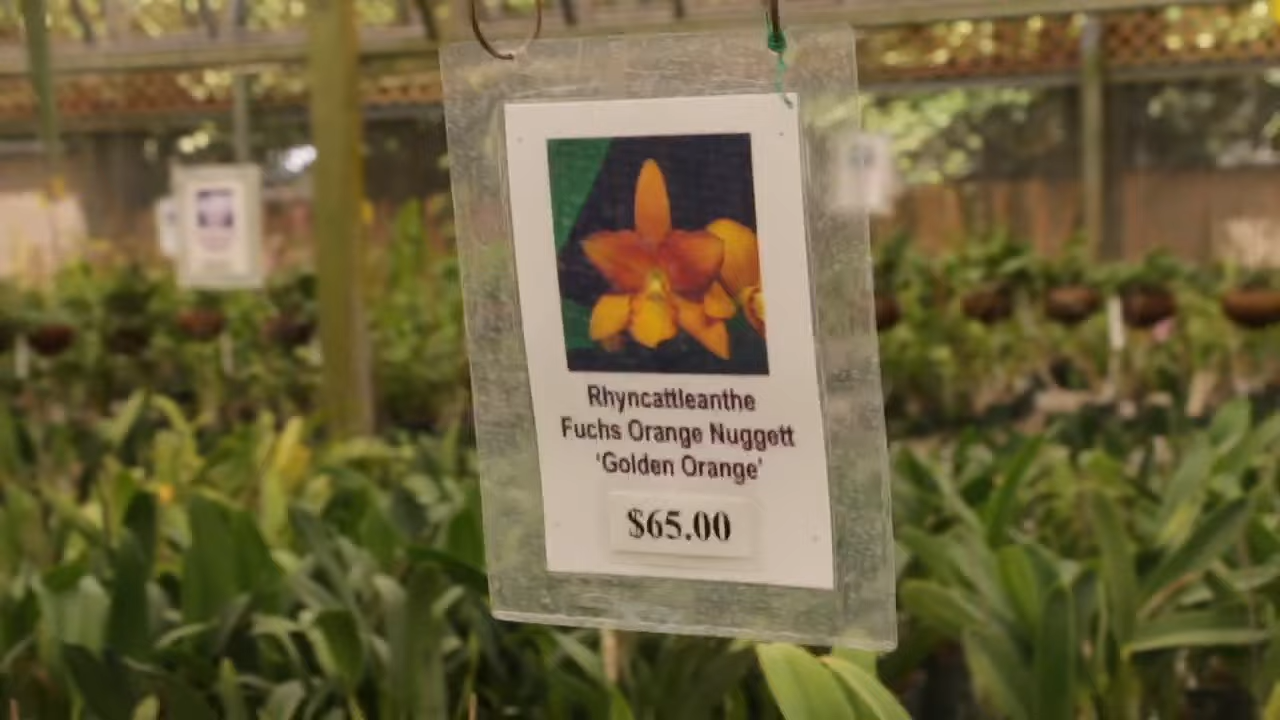 Rhyncattleanthe
Fuchs Orange Nuggett
'Golden Orange'
$65.00